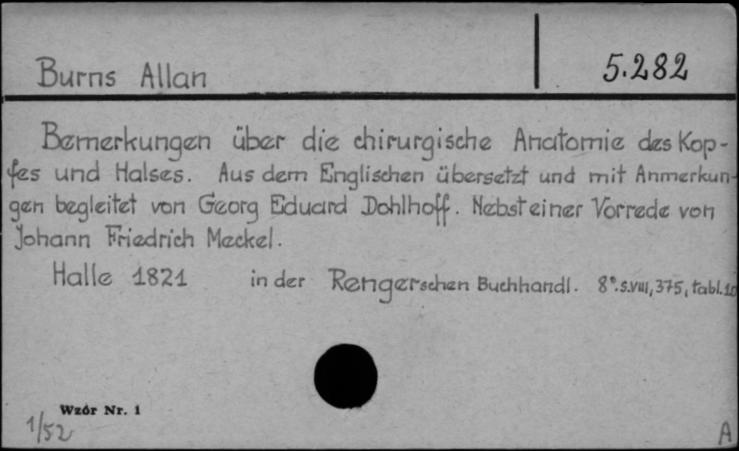 Burns Allan
5.282
Bemerkungen über die chirurgische Anatomie des Kop-
fes und Halses. Aus dem Englischen übersetzt und mit Anmerkun-
gen begleitet von Georg Eduard Dohlhoff. Nebst einer Vorrede von
Johann Friedrich Meckel.
Halle 1821 in der Rengerschen Buchhandl. 8°. S.VIII, 375, tabl.10
Wzór Nr. 1
1/52
A